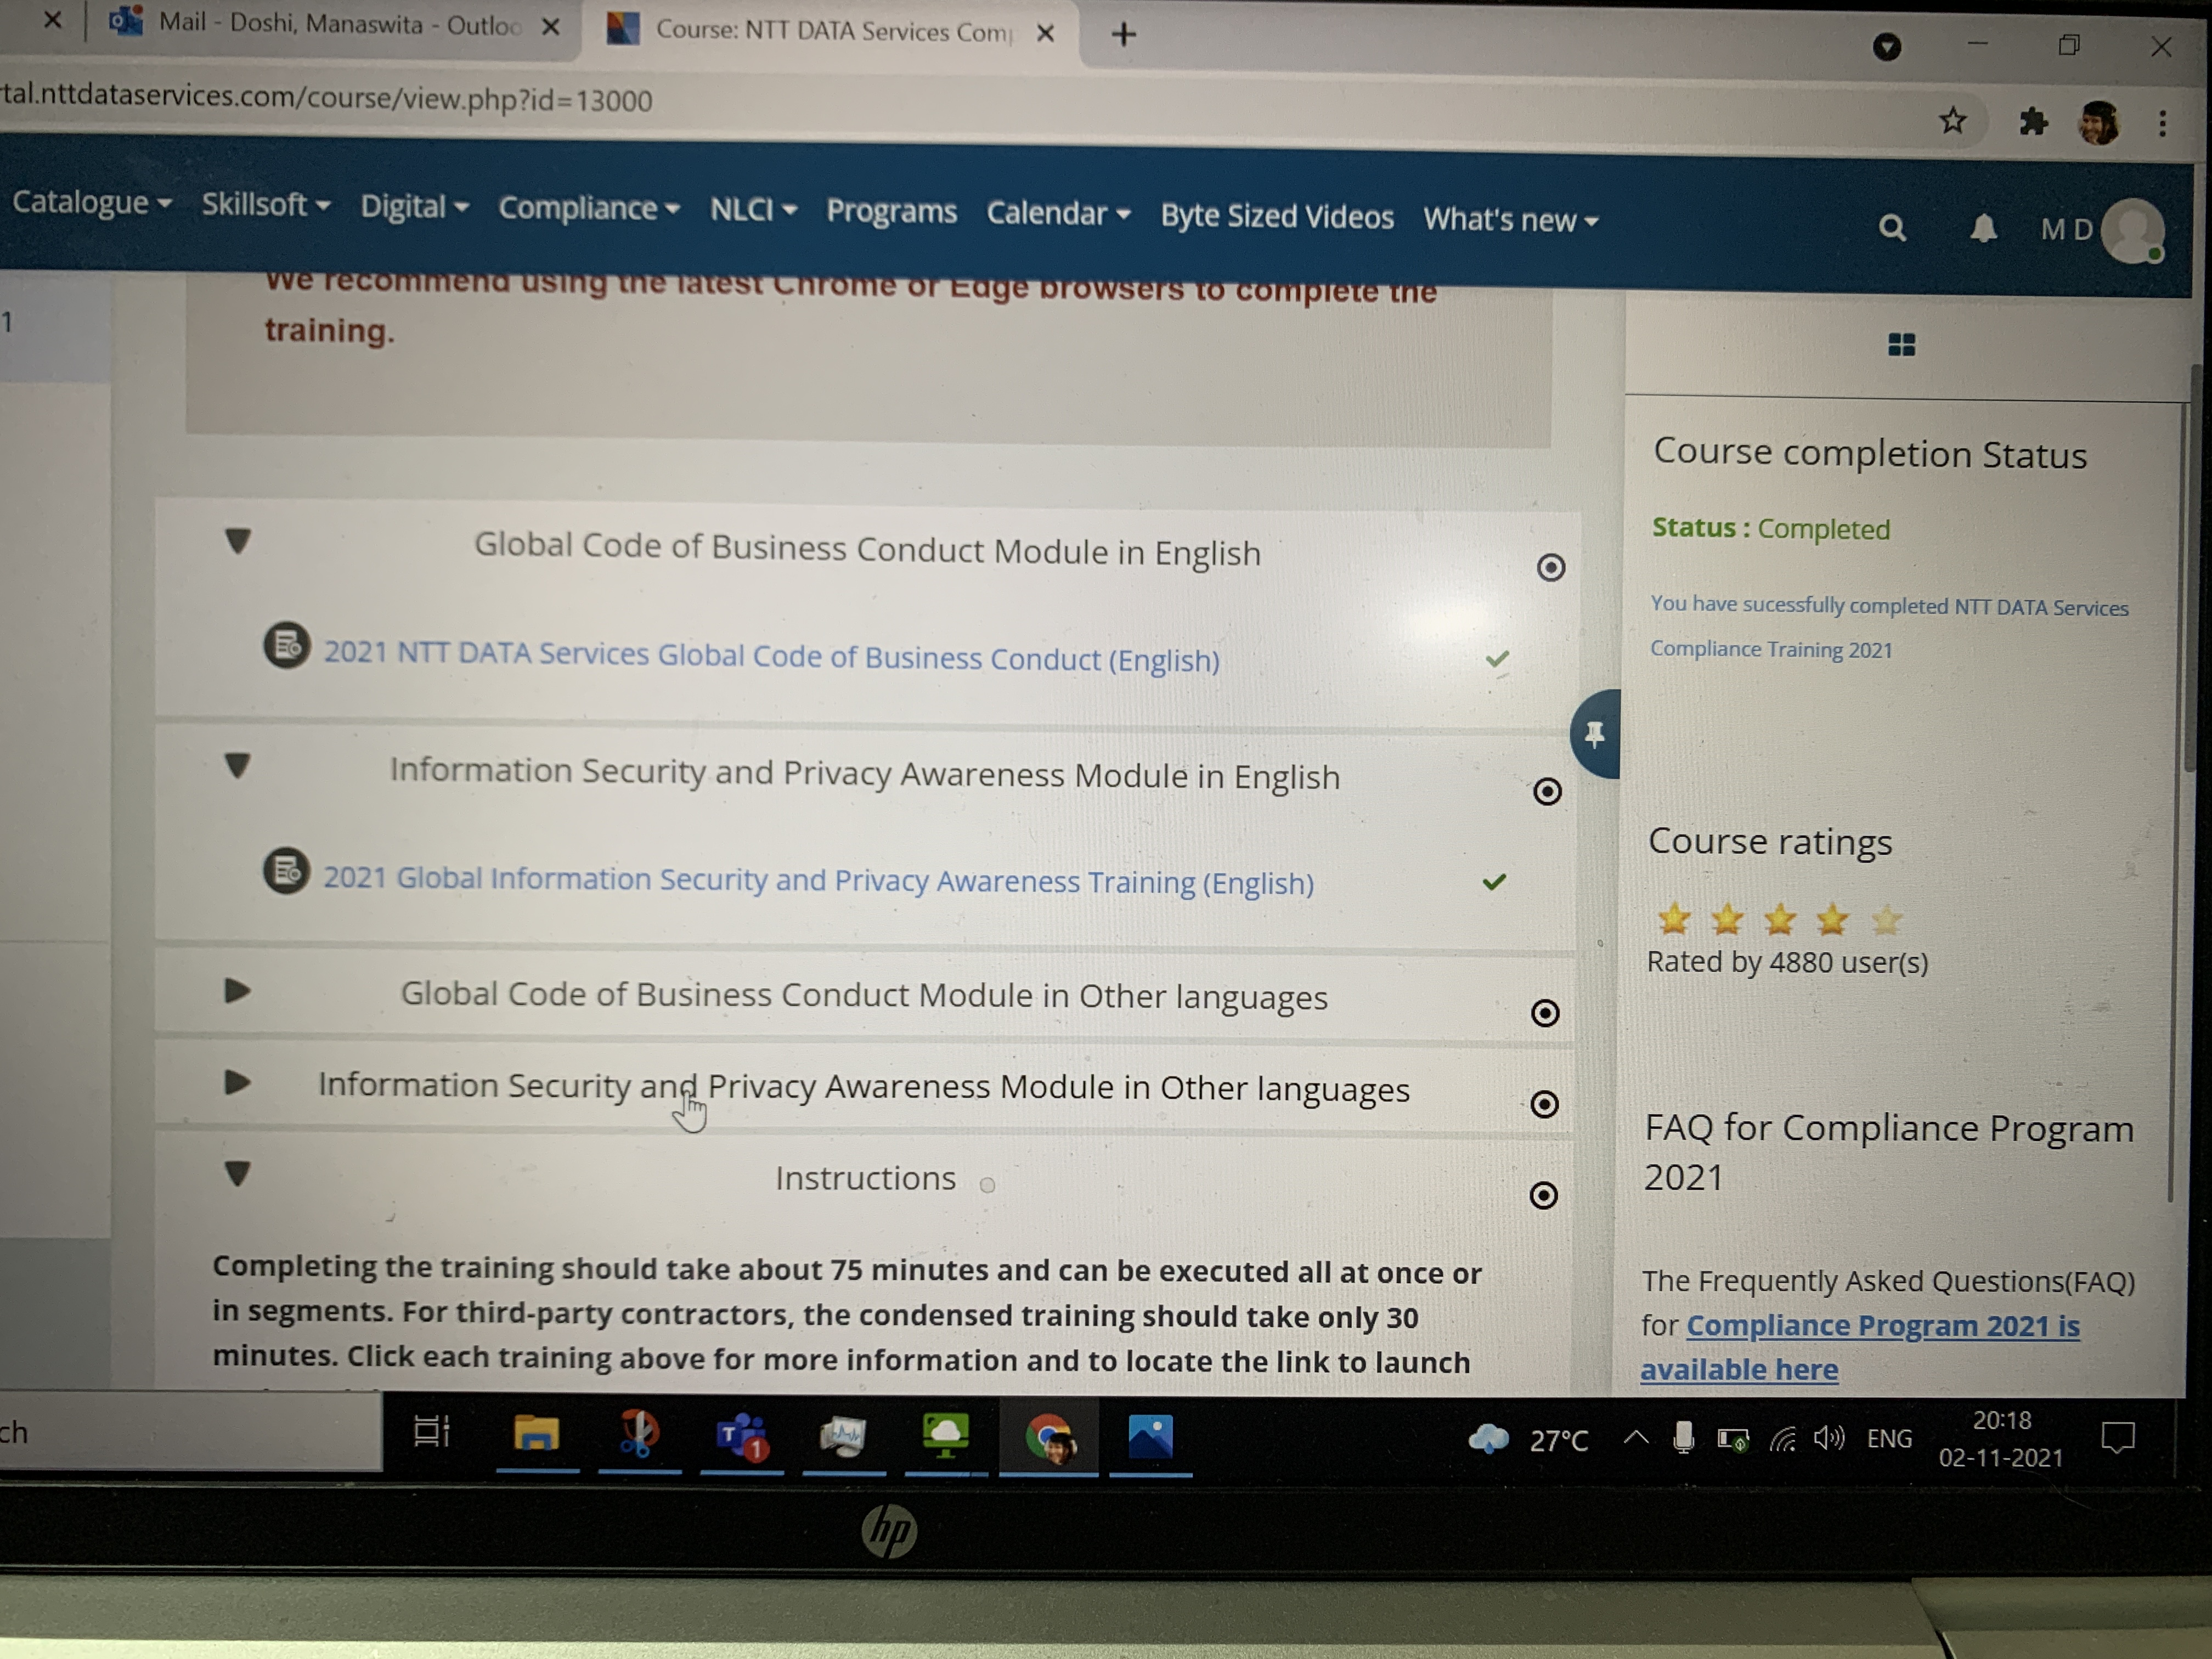 Mail - Doshi, Manaswita - Outloo
Course: NTT DATA Services Com
tal.nttdataservices.com/course/view.php?id=13000
Catalogue Skillsoft Digital Compliance NLCI Programs Calendar Byte Sized Videos What's new
M D
We recommend using the latest Chrome or Edge browsers to complete the
training.
1
Global Code of Business Conduct Module in English
2021 NTT DATA Services Global Code of Business Conduct (English)
Information Security and Privacy Awareness Module in English
2021 Global Information Security and Privacy Awareness Training (English)
Global Code of Business Conduct Module in Other languages
Information Security and Privacy Awareness Module in Other languages
Instructions
Completing the training should take about 75 minutes and can be executed all at once or
in segments. For third-party contractors, the condensed training should take only 30
minutes. Click each training above for more information and to locate the link to launch
Course completion Status
Status : Completed
You have sucessfully completed NTT DATA Services
Compliance Training 2021
Course ratings
Rated by 4880 user(s)
FAQ for Compliance Program
2021
The Frequently Asked Questions(FAQ)
for Compliance Program 2021 is
available here
ch
T 1
27°C
ENG
20:18
02-11-2021
hp